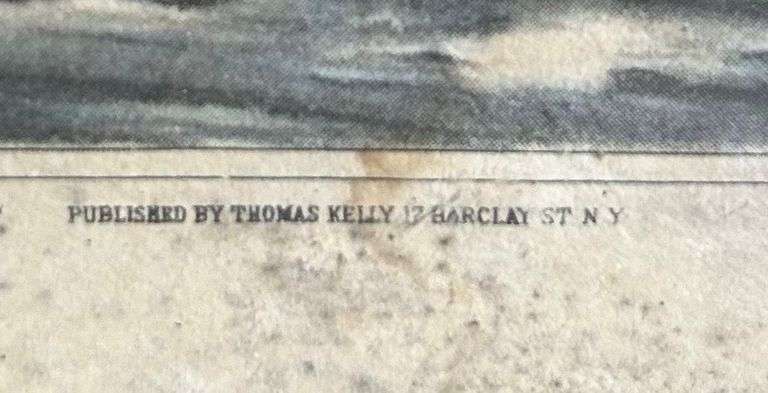 PUBLISHED BY THOMAS KELLY 17 BARCLAY ST N Y